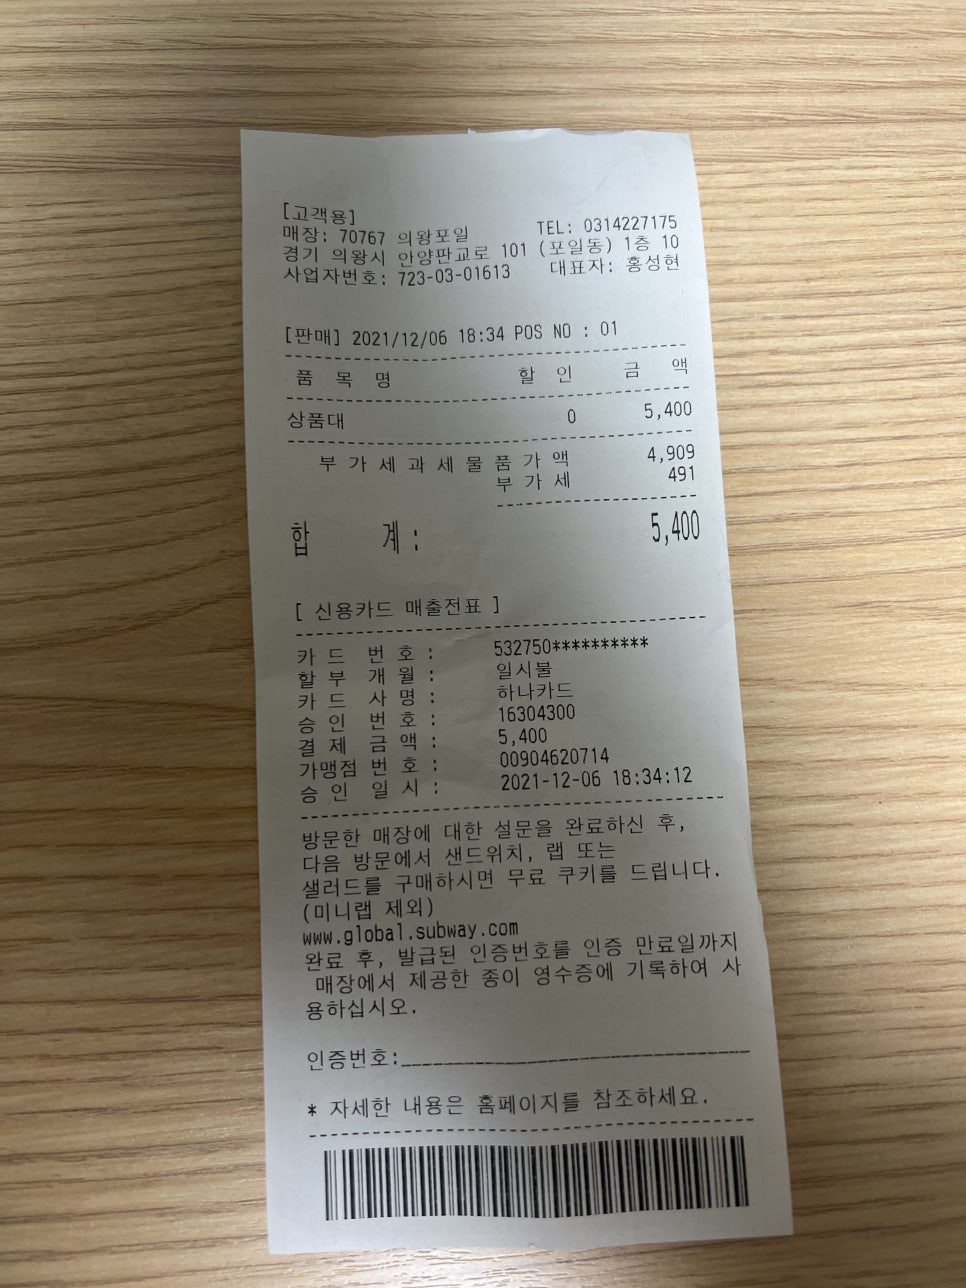 [고객용]
매장: 70767 의왕포일 TEL: 0314227175
경기 의왕시 안양판교로 101 (포일동) 1층 10
사업자번호: 723-03-01613 대표자: 홍성현
[판매] 2021/12/06 18:34 POS NO : 01
품 목 명 할 인 금 액
상품대 0 5,400
부 가 세 과 세 물 품 가 액 4,909
부 가 세 491
합 계 : 5,400
[ 신용카드 매출전표 ]
카 드 번 호 : 532750**********
할 부 개 월 : 일시불
카 드 사 명 : 하나카드
승 인 번 호 : 16304300
결 제 금 액 : 5,400
가맹점 번 호 : 00904620714
승 인 일 시 : 2021-12-06 18:34:12
방문한 매장에 대한 설문을 완료하신 후,
다음 방문에서 샌드위치, 랩 또는
샐러드를 구매하시면 무료 쿠키를 드립니다.
(미니랩 제외)
www.global.subway.com
완료 후, 발급된 인증번호를 인증 만료일까지
매장에서 제공한 종이 영수증에 기록하여 사
용하십시오.
인증번호:______________________________
* 자세한 내용은 홈페이지를 참조하세요.